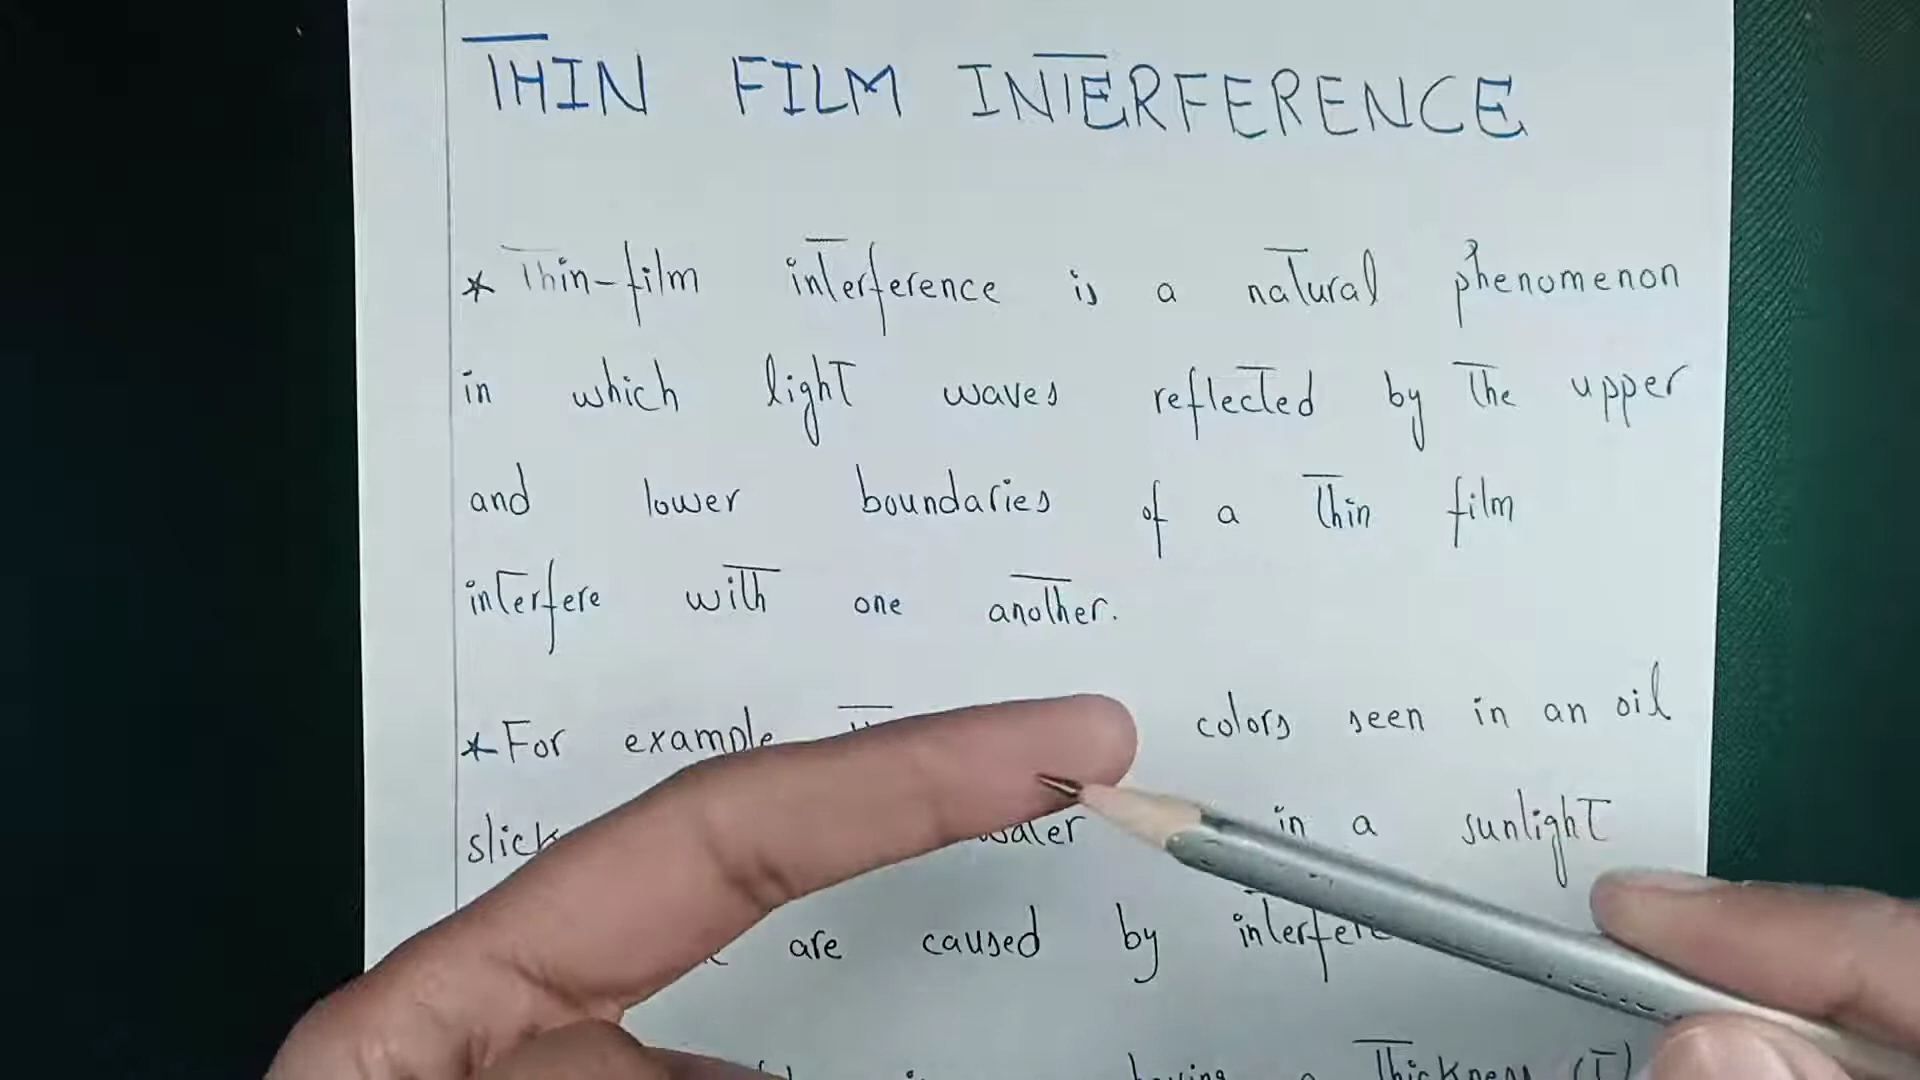 THIN FILM INTERFERENCE
* Thin-film interference is a natural phenomenon
in which light waves reflected by the upper
and lower boundaries of a thin film
interfere with one another.
* For example colors seen in an oil
slick water in a sunlight
are caused by
having a Thickness (T)